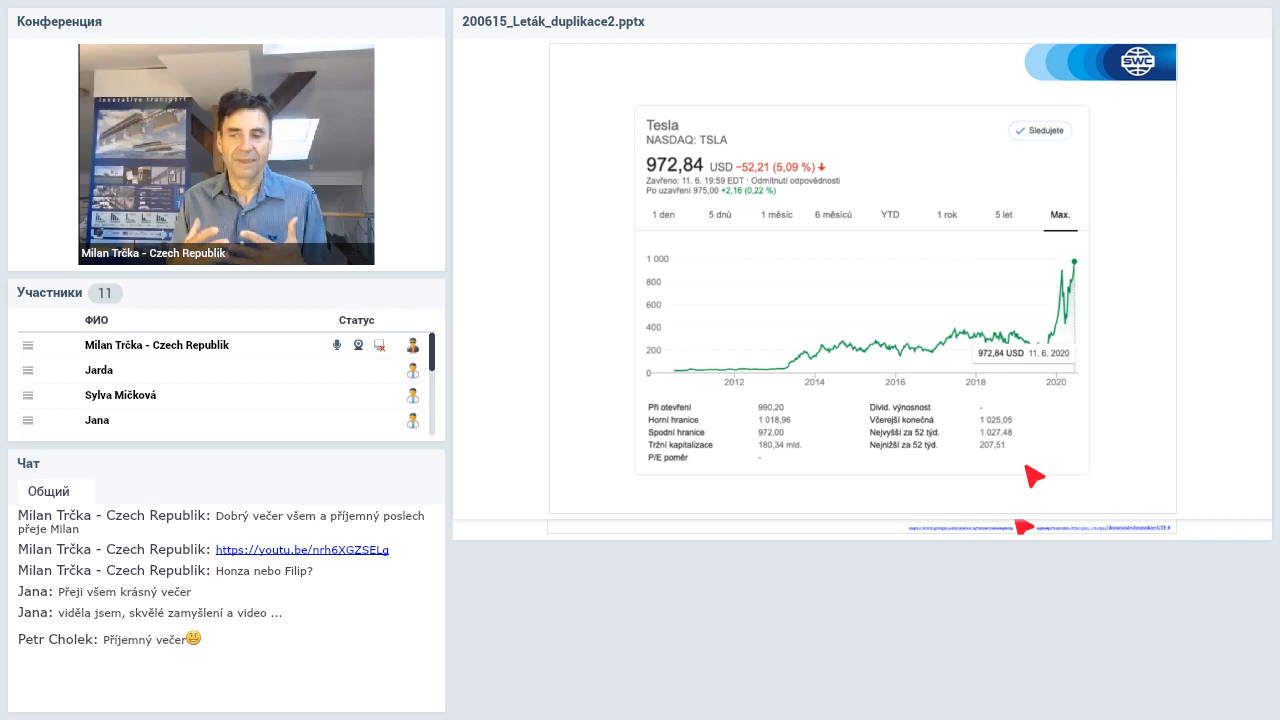 Конференция
innovative transport
Milan Trčka - Czech Republik
Участники 11
ФИО Статус
Milan Trčka - Czech Republik
Jarda
Sylva Mičková
Jana
Чат
Общий
Milan Trčka - Czech Republik: Dobrý večer všem a příjemný poslech
přeje Milan
Milan Trčka - Czech Republik: https://youtu.be/nrh6XGZSELg
Milan Trčka - Czech Republik: Honza nebo Filip?
Jana: Přeji všem krásný večer
Jana: viděla jsem, skvělé zamyšlení a video ...
Petr Cholek: Příjemný večer
200615_Leták_duplikace2.pptx
SWC
Tesla
NASDAQ: TSLA
Sledujete
972,84 USD −52,21 (5,09 %)
Zavřeno: 11. 6. 19:59 EDT · Odmítnutí odpovědnosti
Po uzavření 975,00 +2,16 (0,22 %)
1 den 5 dnů 1 měsíc 6 měsíců YTD 1 rok 5 let Max.
1 000
800
600
400
200
0
972,84 USD 11. 6. 2020
2012 2014 2016 2018 2020
Při otevření 990,20 Divid. výnosnost -
Horní hranice 1 018,96 Včerejší konečná 1 025,05
Spodní hranice 972,00 Nejvyšší za 52 týd. 1 027,48
Tržní kapitalizace 180,34 mld. Nejnižší za 52 týd. 207,51
P/E poměr -